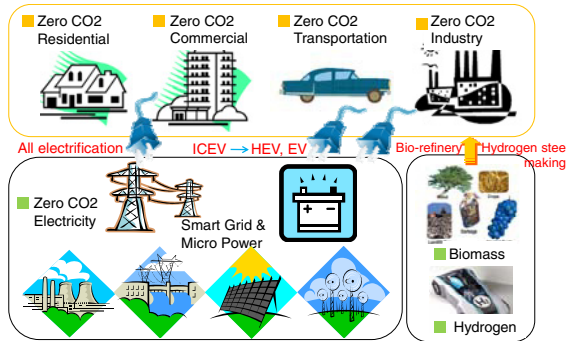 Zero CO2
Residential
Zero CO2
Commercial
Zero CO2
Transportation
Zero CO2
Industry
All electrification
ICEV → HEV, EV
Bio-refinery
Hydrogen stee
making
Zero CO2
Electricity
Smart Grid &
Micro Power
Biomass
Hydrogen